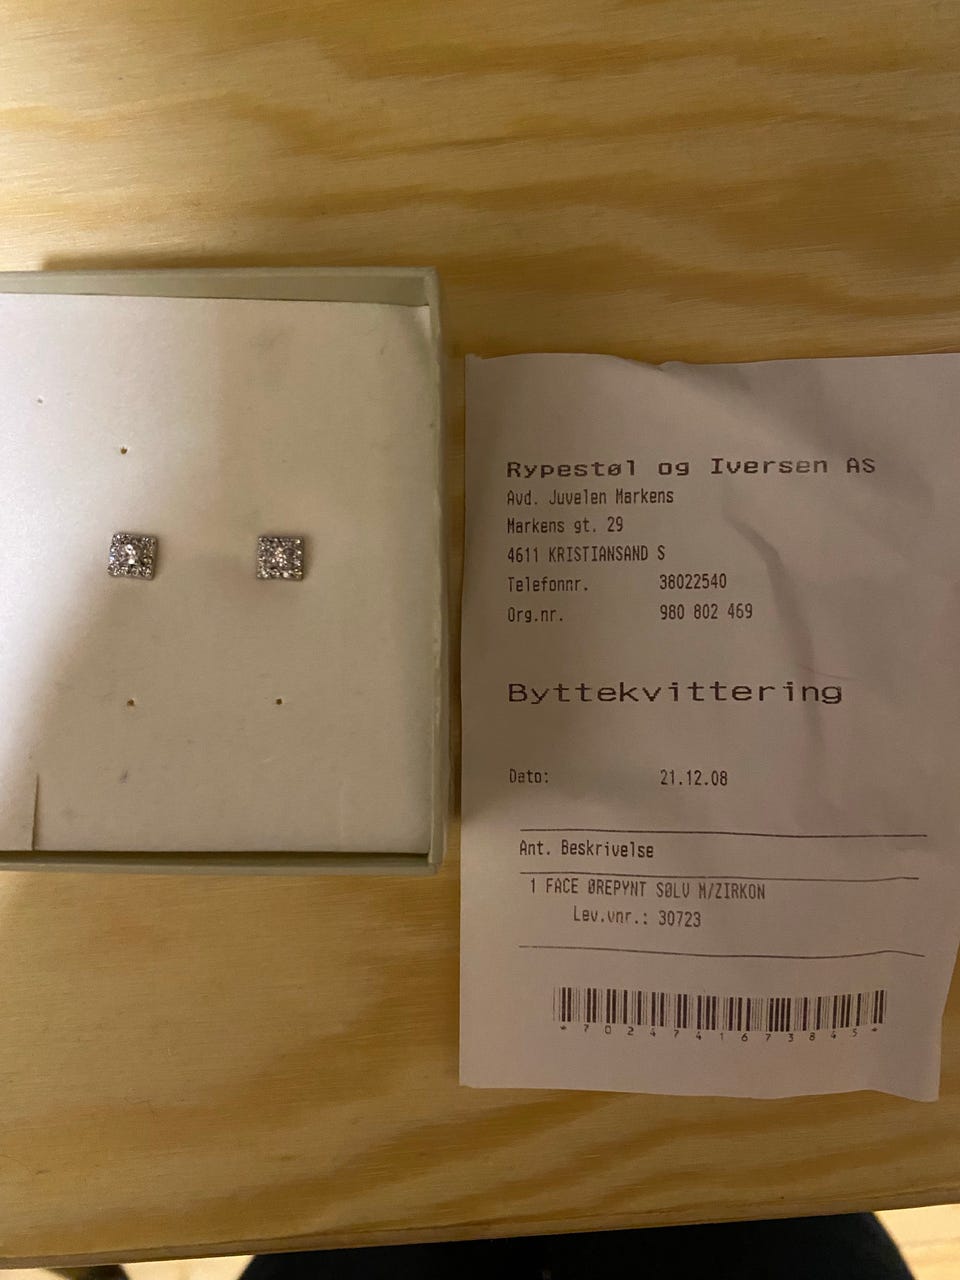 Rypestøl og Iversen AS
Avd. Juvelen Markens
Markens gt. 29
4611 KRISTIANSAND S
Telefonnr. 38022540
Org.nr. 980 802 469
Byttekvittering
Dato: 21.12.08
Ant. Beskrivelse
1 FACE ØREPYNT SØLV M/ZIRKON
Lev.vnr.: 30723
*7024741673845*